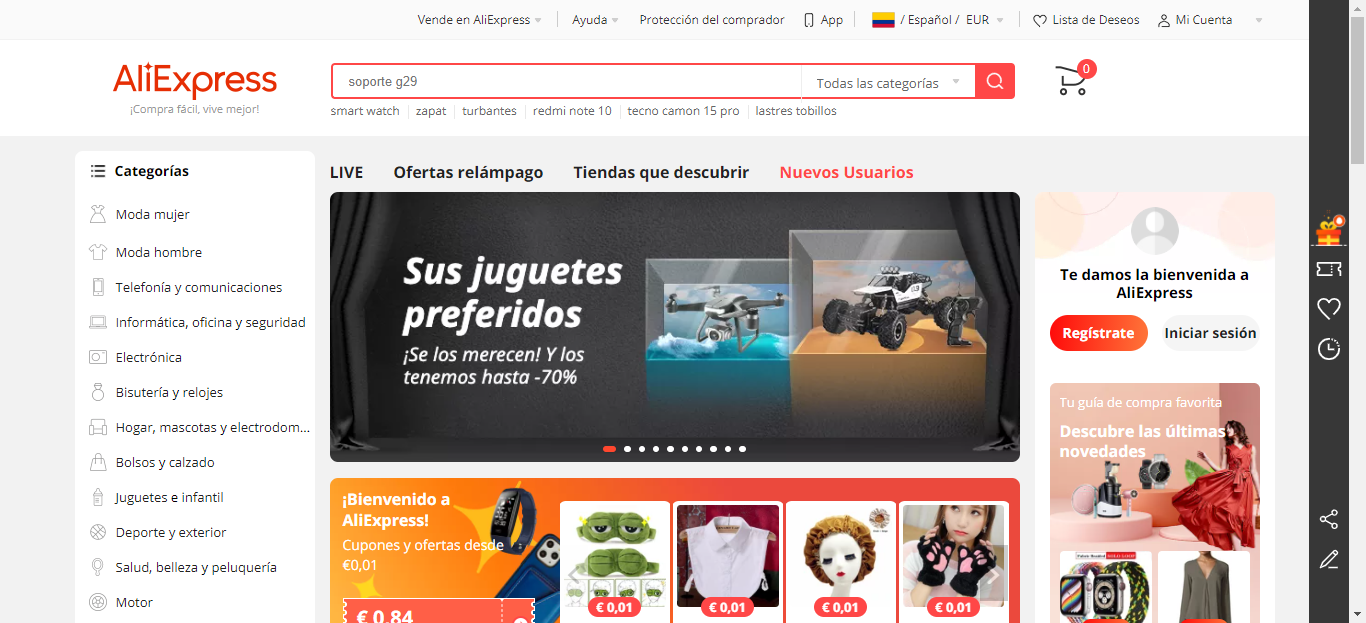 Vende en AliExpress
Ayuda
Protección del comprador
App
/ Español / EUR
Lista de Deseos
Mi Cuenta
AliExpress
¡Compra fácil, vive mejor!
soporte g29
Todas las categorías
0
smart watch
zapat
turbantes
redmi note 10
tecno camon 15 pro
lastres tobillos
Categorías
Moda mujer
Moda hombre
Telefonía y comunicaciones
Informática, oficina y seguridad
Electrónica
Bisutería y relojes
Hogar, mascotas y electrodom...
Bolsos y calzado
Juguetes e infantil
Deporte y exterior
Salud, belleza y peluquería
Motor
LIVE
Ofertas relámpago
Tiendas que descubrir
Nuevos Usuarios
Sus juguetes
preferidos
¡Se los merecen! Y los
tenemos hasta -70%
¡Bienvenido a
AliExpress!
Cupones y ofertas desde
€0,01
€ 0,84
€ 0,01
€ 0,01
€ 0,01
€ 0,01
Te damos la bienvenida a
AliExpress
Regístrate
Iniciar sesión
Tu guía de compra favorita
Descubre las últimas
novedades